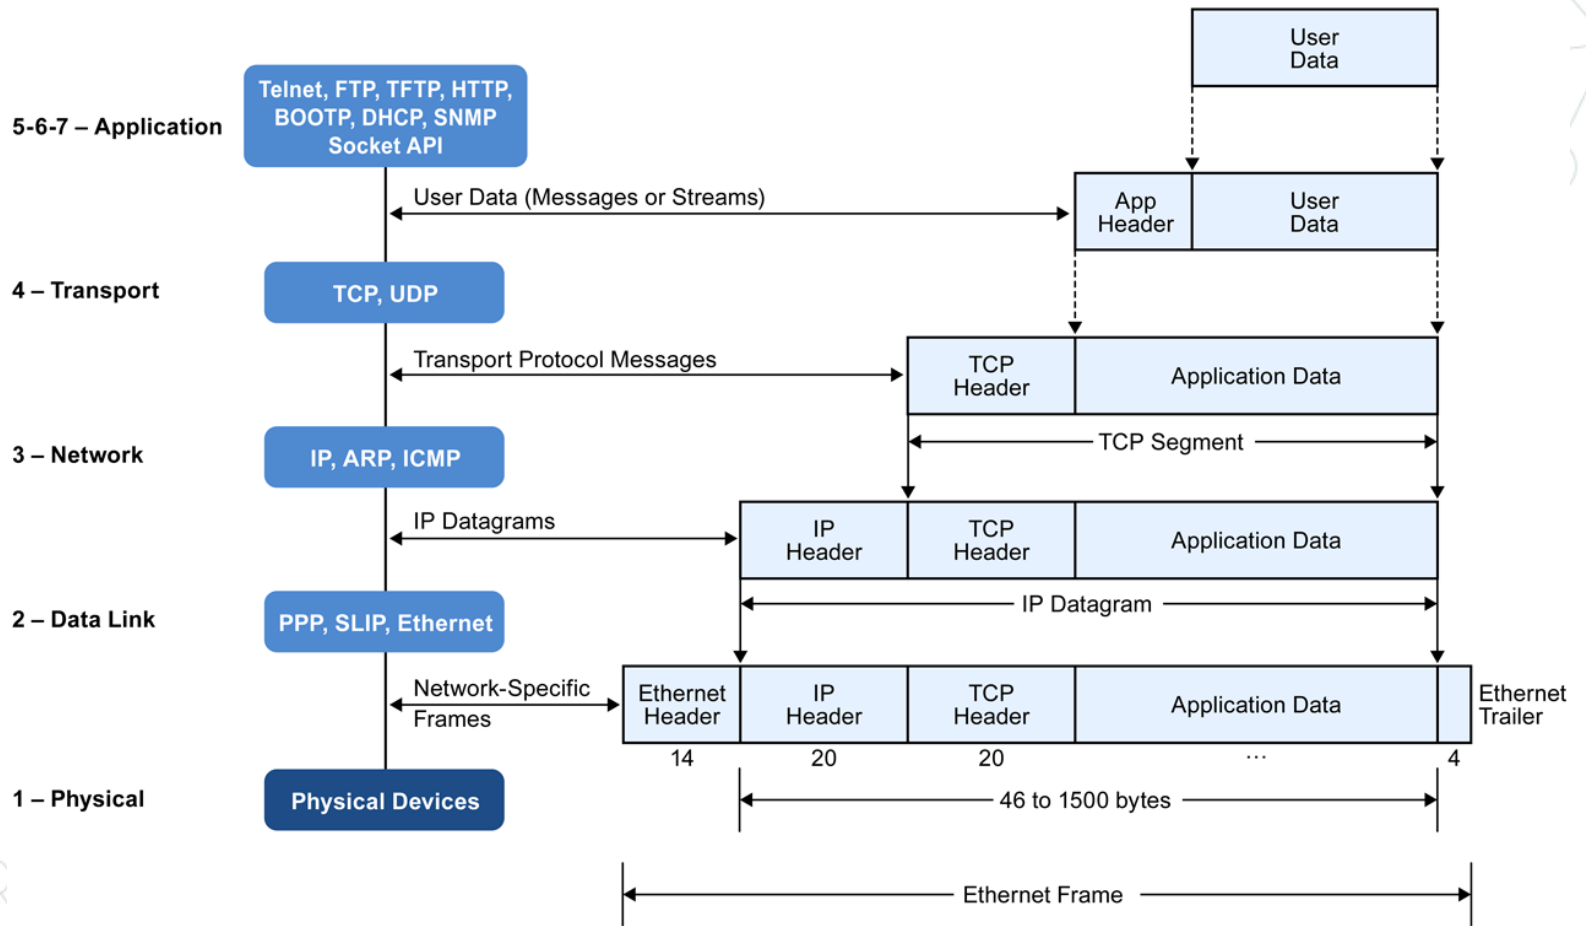 User
Data
Telnet, FTP, TFTP, HTTP,
BOOTP, DHCP, SNMP
Socket API
5-6-7 – Application
User Data (Messages or Streams)
App
Header
User
Data
4 – Transport
TCP, UDP
Transport Protocol Messages
TCP
Header
Application Data
TCP Segment
3 – Network
IP, ARP, ICMP
IP Datagrams
IP
Header
TCP
Header
Application Data
IP Datagram
2 – Data Link
PPP, SLIP, Ethernet
Network-Specific
Frames
Ethernet
Header
IP
Header
TCP
Header
Application Data
Ethernet
Trailer
14
20
20
...
4
1 – Physical
Physical Devices
46 to 1500 bytes
Ethernet Frame